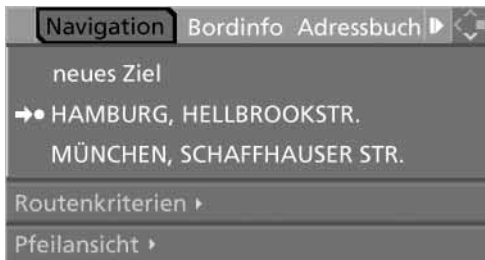 Navigation Bordinfo Adressbuch
neues Ziel
HAMBURG, HELLBROOKSTR.
MÜNCHEN, SCHAFFHAUSER STR.
Routenkriterien
Pfeilansicht